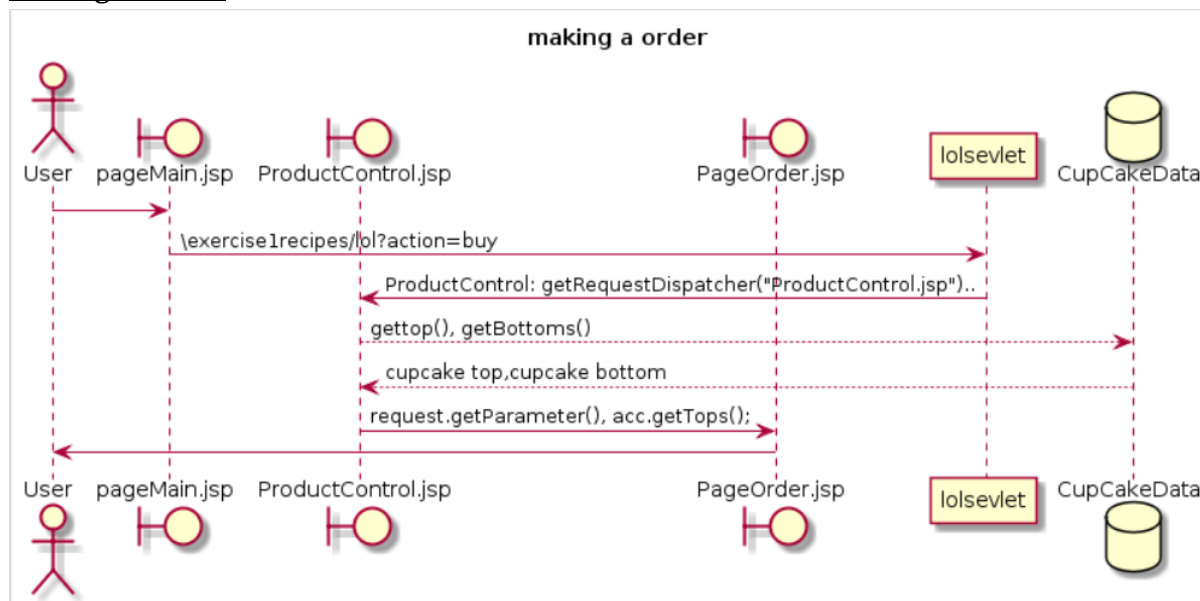 making a order
User pageMain.jsp ProductControl.jsp PageOrder.jsp lolsevlet CupCakeData
\exercise1recipes/lol?action=buy
ProductControl: getRequestDispatcher("ProductControl.jsp")..
gettop(), getBottoms()
cupcake top,cupcake bottom
request.getParameter(), acc.getTops();
User pageMain.jsp ProductControl.jsp PageOrder.jsp lolsevlet CupCakeData